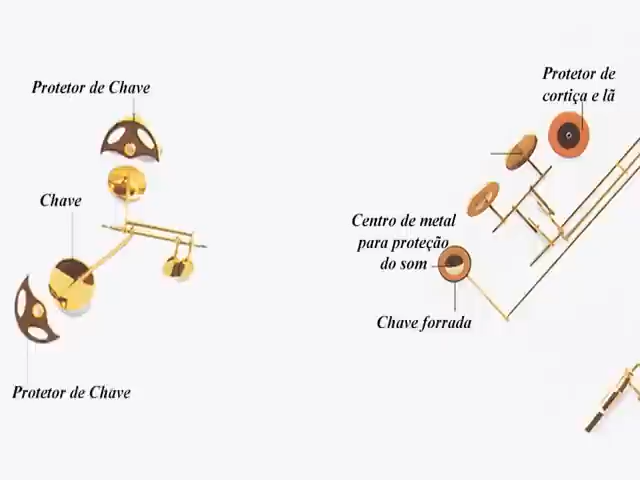 Protetor de Chave
Protetor de
cortiça e lã
Chave
Centro de metal
para proteção
do som
Chave forrada
Protetor de Chave